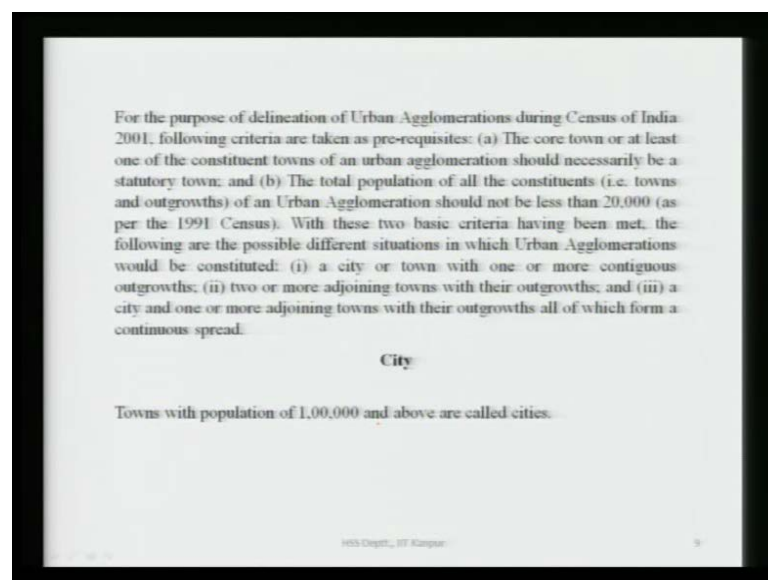 For the purpose of delineation of Urban Agglomerations during Census of India
2001, following criteria are taken as pre-requisites: (a) The core town or at least
one of the constituent towns of an urban agglomeration should necessarily be a
statutory town; and (b) The total population of all the constituents (i.e. towns
and outgrowths) of an Urban Agglomeration should not be less than 20,000 (as
per the 1991 Census). With these two basic criteria having been met, the
following are the possible different situations in which Urban Agglomerations
would be constituted: (i) a city or town with one or more contiguous
outgrowths; (ii) two or more adjoining towns with their outgrowths; and (iii) a
city and one or more adjoining towns with their outgrowths all of which form a
continuous spread.
City
Towns with population of 1,00,000 and above are called cities.
HSS Deptt., IIT Kanpur
9